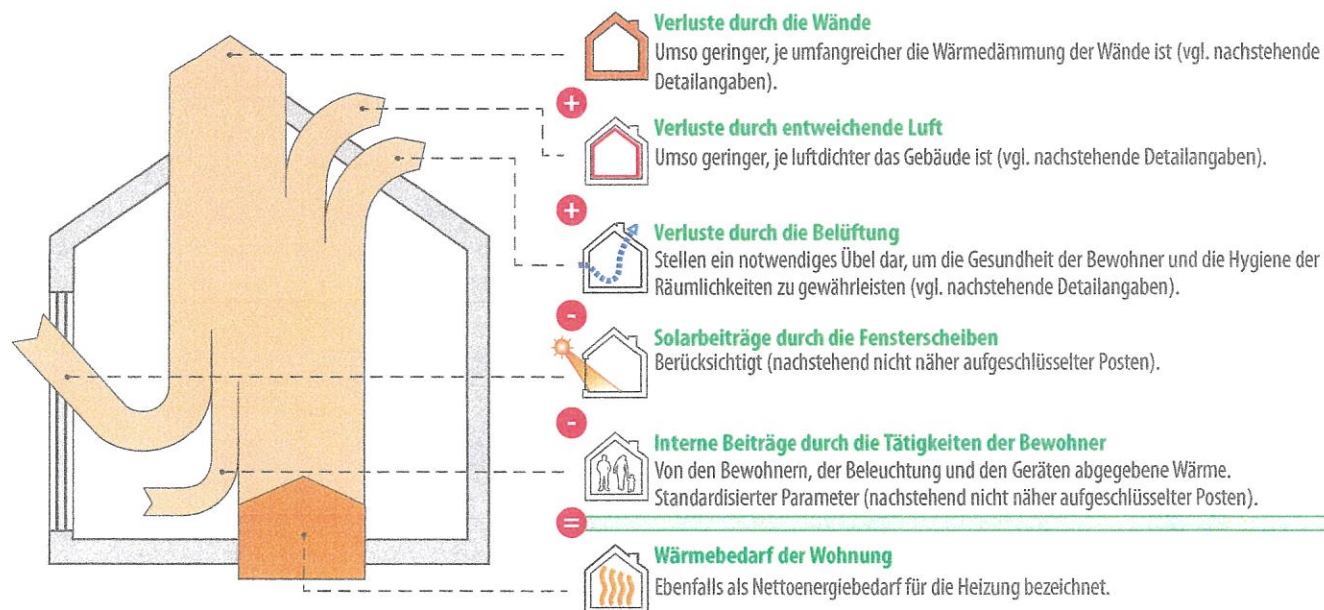 Verluste durch die Wände
Umso geringer, je umfangreicher die Wärmedämmung der Wände ist (vgl. nachstehende
Detailangaben).
+
Verluste durch entweichende Luft
Umso geringer, je luftdichter das Gebäude ist (vgl. nachstehende Detailangaben).
+
Verluste durch die Belüftung
Stellen ein notwendiges Übel dar, um die Gesundheit der Bewohner und die Hygiene der
Räumlichkeiten zu gewährleisten (vgl. nachstehende Detailangaben).
-
Solarbeiträge durch die Fensterscheiben
Berücksichtigt (nachstehend nicht näher aufgeschlüsselter Posten).
-
Interne Beiträge durch die Tätigkeiten der Bewohner
Von den Bewohnern, der Beleuchtung und den Geräten abgegebene Wärme.
Standardisierter Parameter (nachstehend nicht näher aufgeschlüsselter Posten).
=
Wärmebedarf der Wohnung
Ebenfalls als Nettoenergiebedarf für die Heizung bezeichnet.